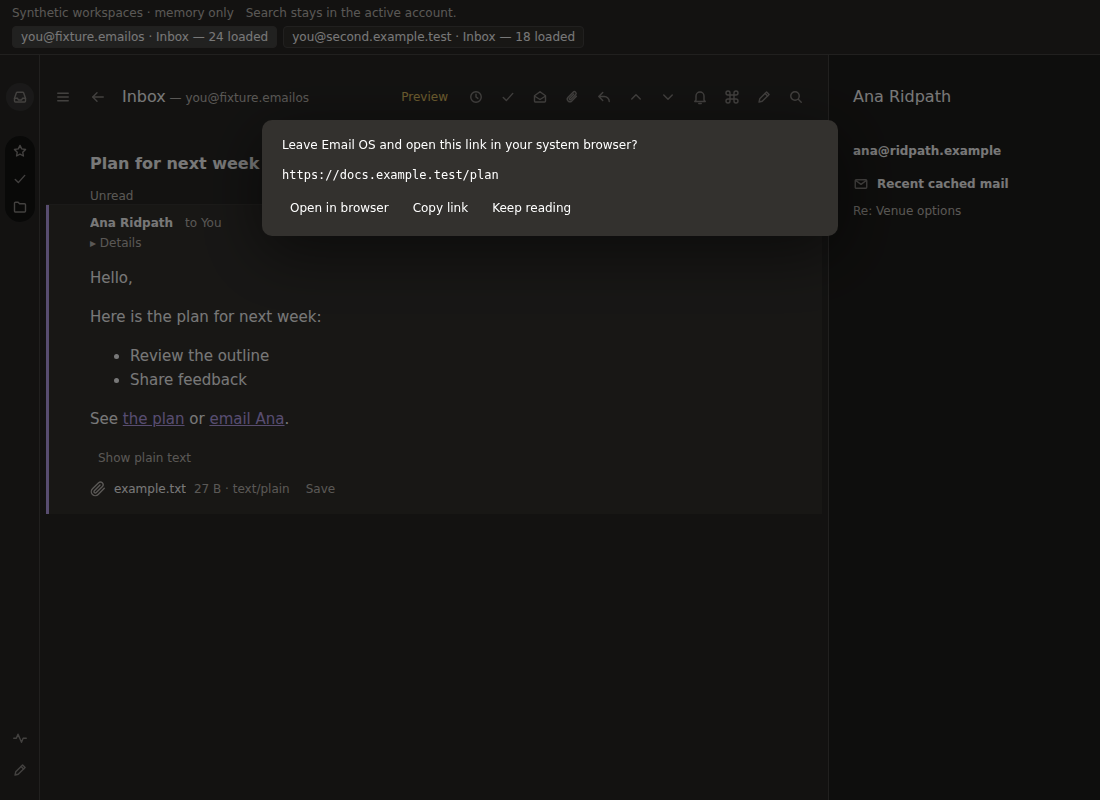 Synthetic workspaces · memory only Search stays in the active account.
you@fixture.emailos · Inbox — 24 loaded
you@second.example.test · Inbox — 18 loaded
Inbox — you@fixture.emailos
Preview
Leave Email OS and open this link in your system browser?
https://docs.example.test/plan
Open in browser Copy link Keep reading
Plan for next week
Unread
Ana Ridpath to You
▸ Details
Hello,
Here is the plan for next week:
• Review the outline
• Share feedback
See the plan or email Ana.
Show plain text
example.txt 27 B · text/plain Save
Ana Ridpath
ana@ridpath.example
Recent cached mail
Re: Venue options